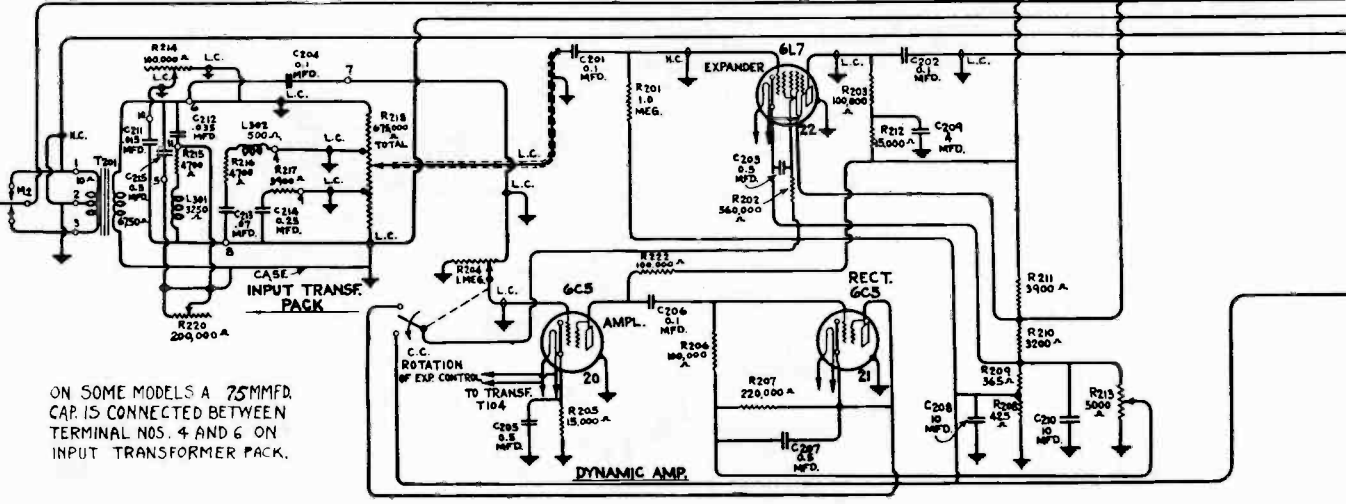 R214
100,000 Ω
L.C.
C204
0.1
MFD.
7
L.C.
6
L.C.
C211
.015
MFD.
C212
.035
MFD.
H.C.
1
10 Ω
2
3
T201
6750 Ω
C215
0.5
MFD.
5
R215
4700
Ω
L301
3250
Ω
L302
500 Ω
R216
4700
Ω
R217
3900 Ω
L.C.
L.C.
C213
.07
MFD.
C214
0.25
MFD.
8
R218
675,000
Ω
TOTAL
L.C.
L.C.
L.C.
CASE
INPUT TRANSF.
PACK
R220
200,000 Ω
C201
0.1
MFD.
L.C.
R201
1.0
MEG.
H.C.
6L7
EXPANDER
22
L.C.
C202
0.1
MFD.
L.C.
R203
100,000
Ω
R212
15,000
Ω
C209
4
MFD.
C203
0.5
MFD.
R202
560,000
Ω
R204
1 MEG.
L.C.
6C5
AMPL.
20
R222
100,000 Ω
C206
0.1
MFD.
RECT.
6C5
21
R206
100,000
Ω
R207
220,000 Ω
C207
0.5
MFD.
C.C.
ROTATION
OF EXP. CONTROL
TO TRANSF.
T104
C205
0.5
MFD.
R205
15,000 Ω
DYNAMIC AMP.
R211
3900
Ω
R210
3200 Ω
R209
365 Ω
R208
425
Ω
C208
10
MFD.
C210
10
MFD.
R213
5000
Ω
ON SOME MODELS A 75 MMFD.
CAP. IS CONNECTED BETWEEN
TERMINAL NOS. 4 AND 6 ON
INPUT TRANSFORMER PACK.